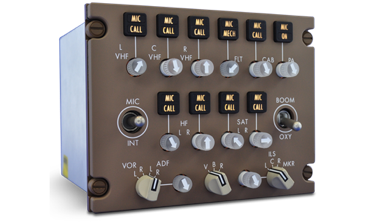 MIC CALL MIC CALL MIC CALL MIC MECH MIC CALL MIC ON
L VHF C VHF R VHF FLT CAB PA
MIC CALL MIC CALL MIC CALL MIC CALL
MIC INT HF L R SAT L R BOOM OXY
VOR L R ADF L R V B R ILS L C R MKR